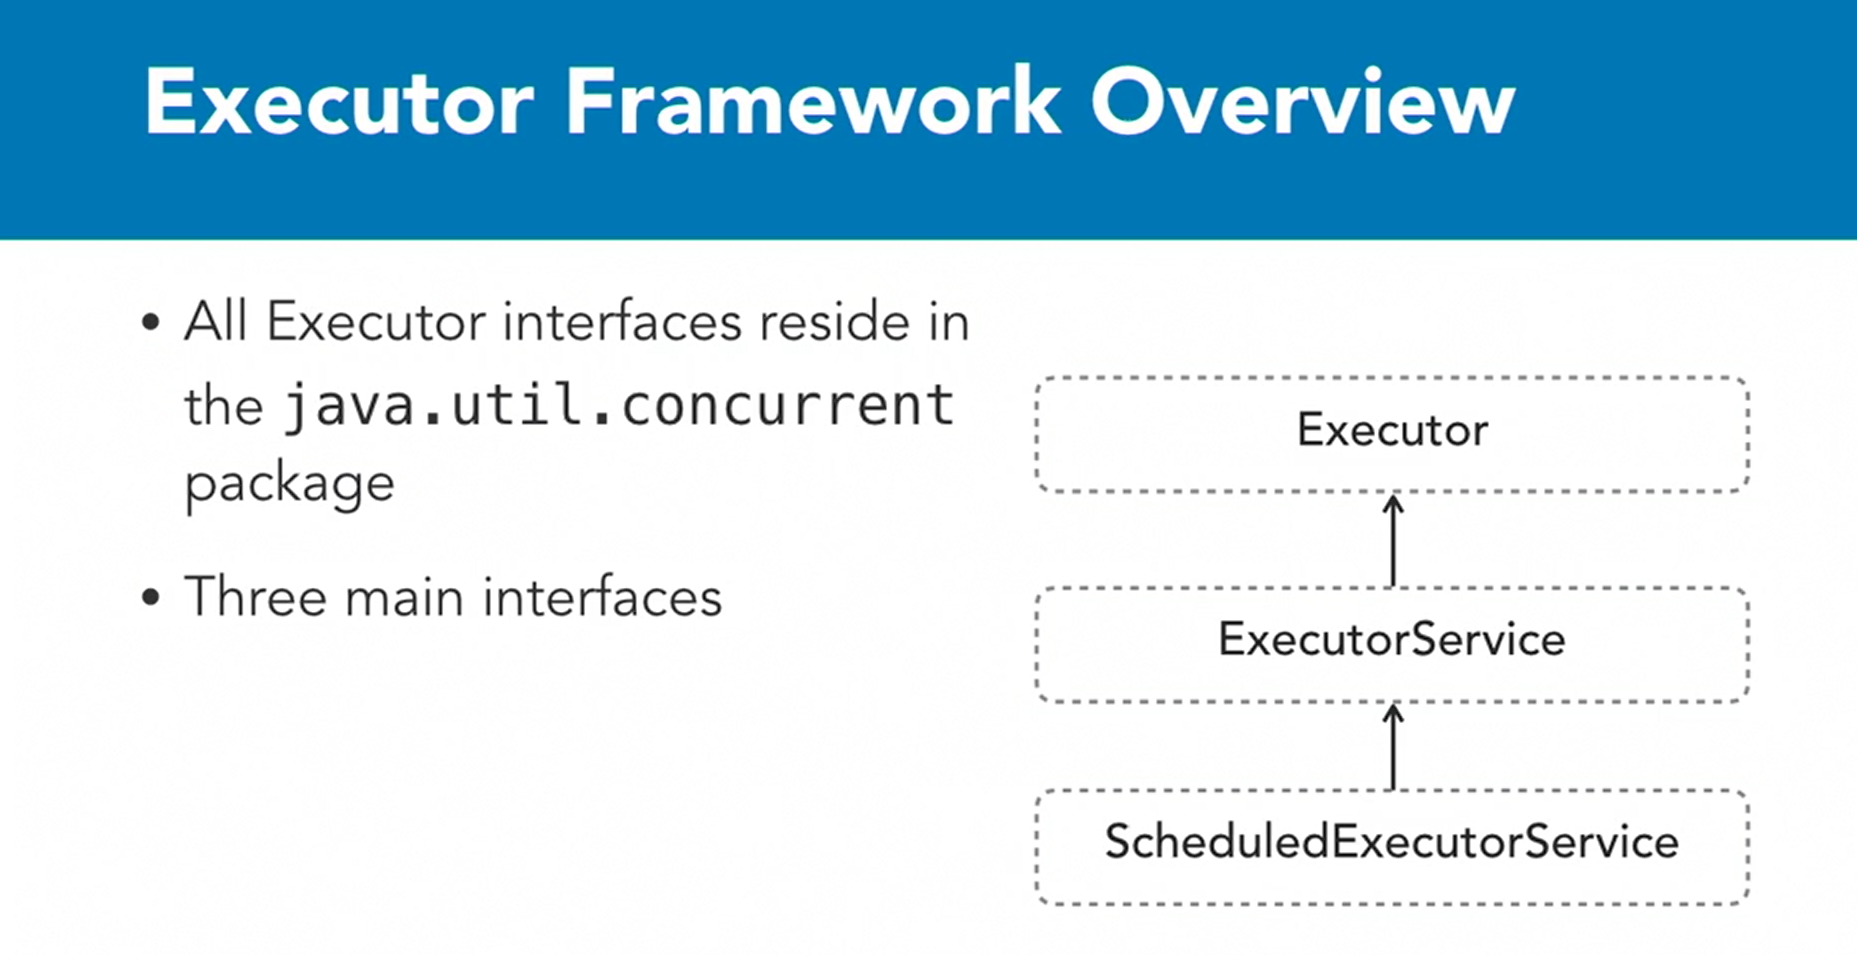 Executor Framework Overview
• All Executor interfaces reside in
the java.util.concurrent
package
• Three main interfaces
Executor
ExecutorService
ScheduledExecutorService